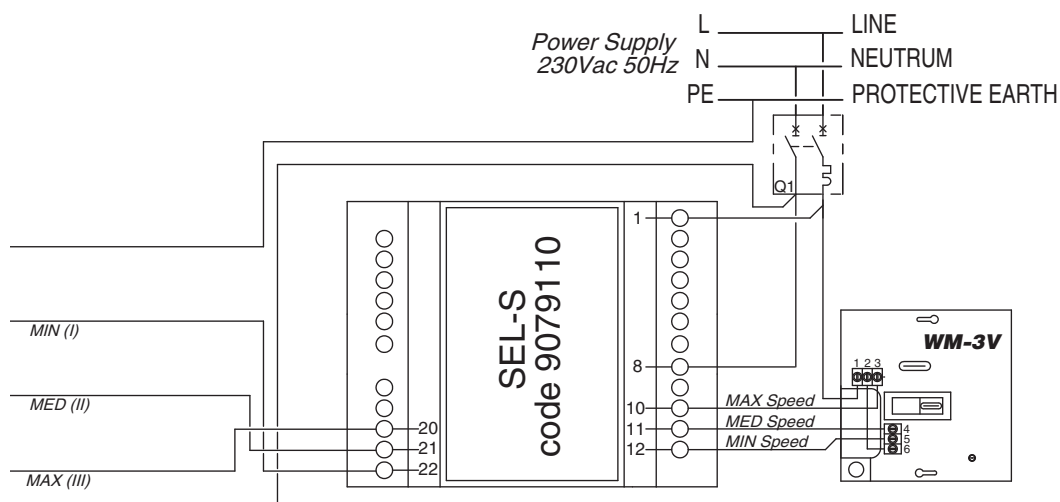 L LINE
Power Supply
230Vac 50Hz
N NEUTRUM
PE PROTECTIVE EARTH
Q1
1
SEL-S
code 9079110
MIN (I)
WM-3V
1 2 3
8
MED (II)
10 MAX Speed
20 11 MED Speed 4
21 12 MIN Speed 5
22 6
MAX (III)